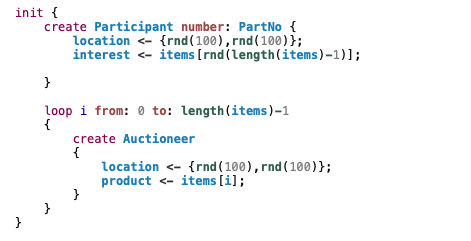 init {
    create Participant number: PartNo {
        location <- {rnd(100),rnd(100)};
        interest <- items[rnd(length(items)-1)];
    }
    loop i from: 0 to: length(items)-1
    {
        create Auctioneer
        {
            location <- {rnd(100),rnd(100)};
            product <- items[i];
        }
    }
}